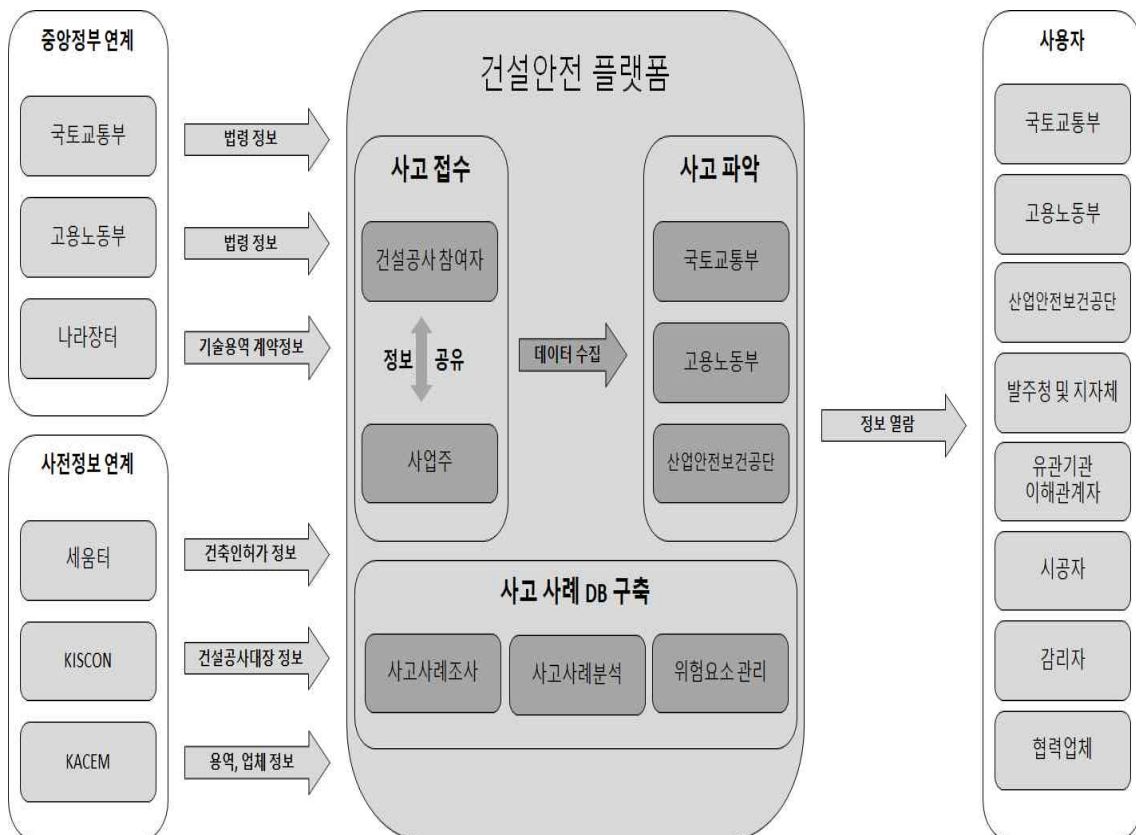 중앙정부 연계
국토교통부
고용노동부
나라장터
사전정보 연계
세움터
KISCON
KACEM
법령 정보
법령 정보
기술용역 계약정보
건축인허가 정보
건설공사대장 정보
용역, 업체 정보
건설안전 플랫폼
사고 접수
건설공사 참여자
정보 공유
사업주
데이터 수집
사고 파악
국토교통부
고용노동부
산업안전보건공단
사고 사례 DB 구축
사고사례조사
사고사례분석
위험요소 관리
정보 열람
사용자
국토교통부
고용노동부
산업안전보건공단
발주청 및 지자체
유관기관
이해관계자
시공자
감리자
협력업체